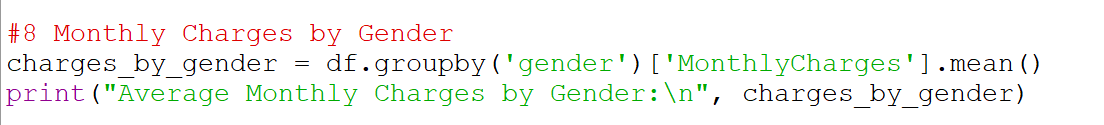 #8 Monthly Charges by Gender
charges_by_gender = df.groupby('gender')['MonthlyCharges'].mean()
print("Average Monthly Charges by Gender:\n", charges_by_gender)